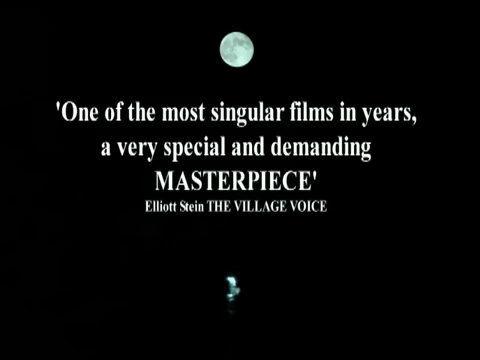 'One of the most singular films in years,
a very special and demanding
MASTERPIECE'
Elliott Stein THE VILLAGE VOICE